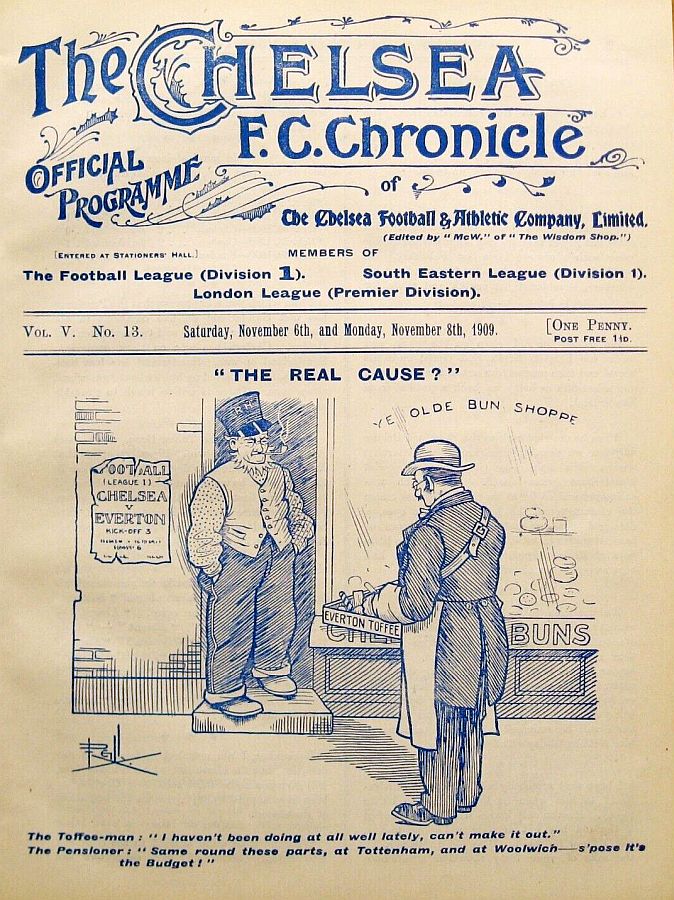 The CHELSEA
F.C. Chronicle
OFFICIAL
PROGRAMME
of
The Chelsea Football & Athletic Company, Limited.
(Edited by "McW." of "The Wisdom Shop.")
[ENTERED AT STATIONERS' HALL.]
MEMBERS OF
The Football League (Division 1).
South Eastern League (Division 1).
London League (Premier Division).
VOL. V. No. 13.
Saturday, November 6th, and Monday, November 8th, 1909.
[ONE PENNY.
POST FREE 1½D.
"THE REAL CAUSE?"
YE OLDE BUN SHOPPE
FOOTBALL
(LEAGUE 1)
CHELSEA
V
EVERTON
KICK-OFF 3
EVERTON TOFFEE
CHEL BUNS
The Toffee-man : "I haven't been doing at all well lately, can't make it out."
The Pensioner : "Same round these parts, at Tottenham, and at Woolwich—s'pose it's
the Budget!"